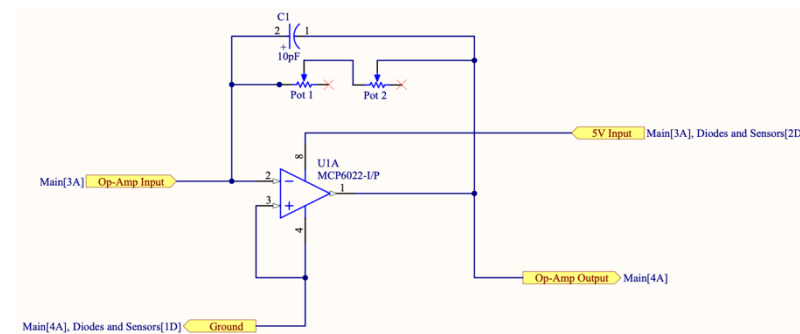 C1
2
1
+
10pF
Pot 1
Pot 2
5V Input
Main[3A], Diodes and Sensors[2D
8
U1A
MCP6022-I/P
Main[3A]
Op-Amp Input
2
−
1
3
+
4
Op-Amp Output
Main[4A]
Main[4A], Diodes and Sensors[1D]
Ground